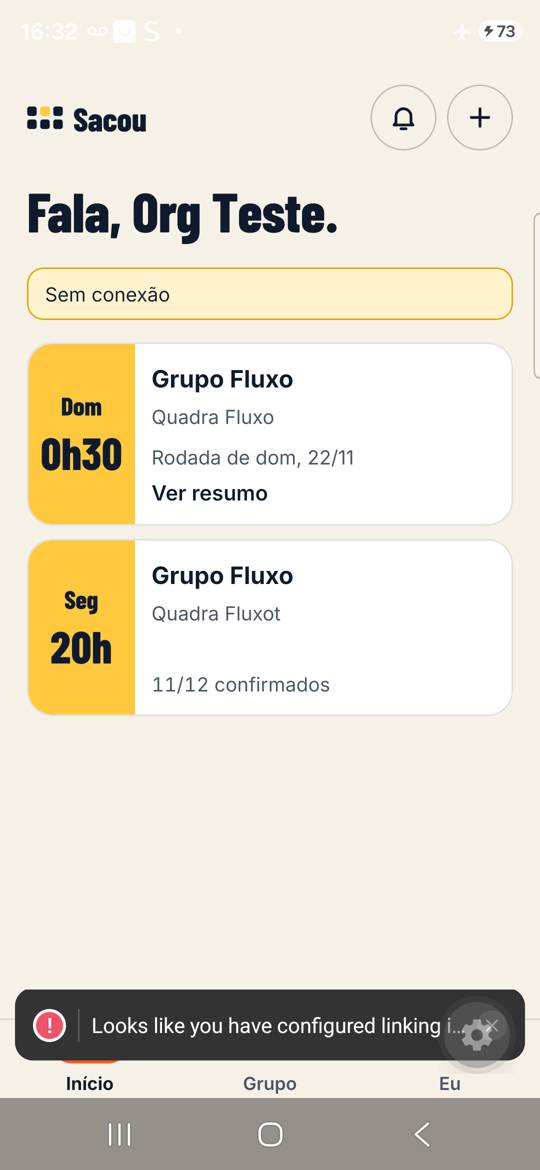 16:32
S
73
Sacou
Fala, Org Teste.
Sem conexão
Dom
0h30
Grupo Fluxo
Quadra Fluxo
Rodada de dom, 22/11
Ver resumo
Seg
20h
Grupo Fluxo
Quadra Fluxot
11/12 confirmados
Looks like you have configured linking i...
Início
Grupo
Eu